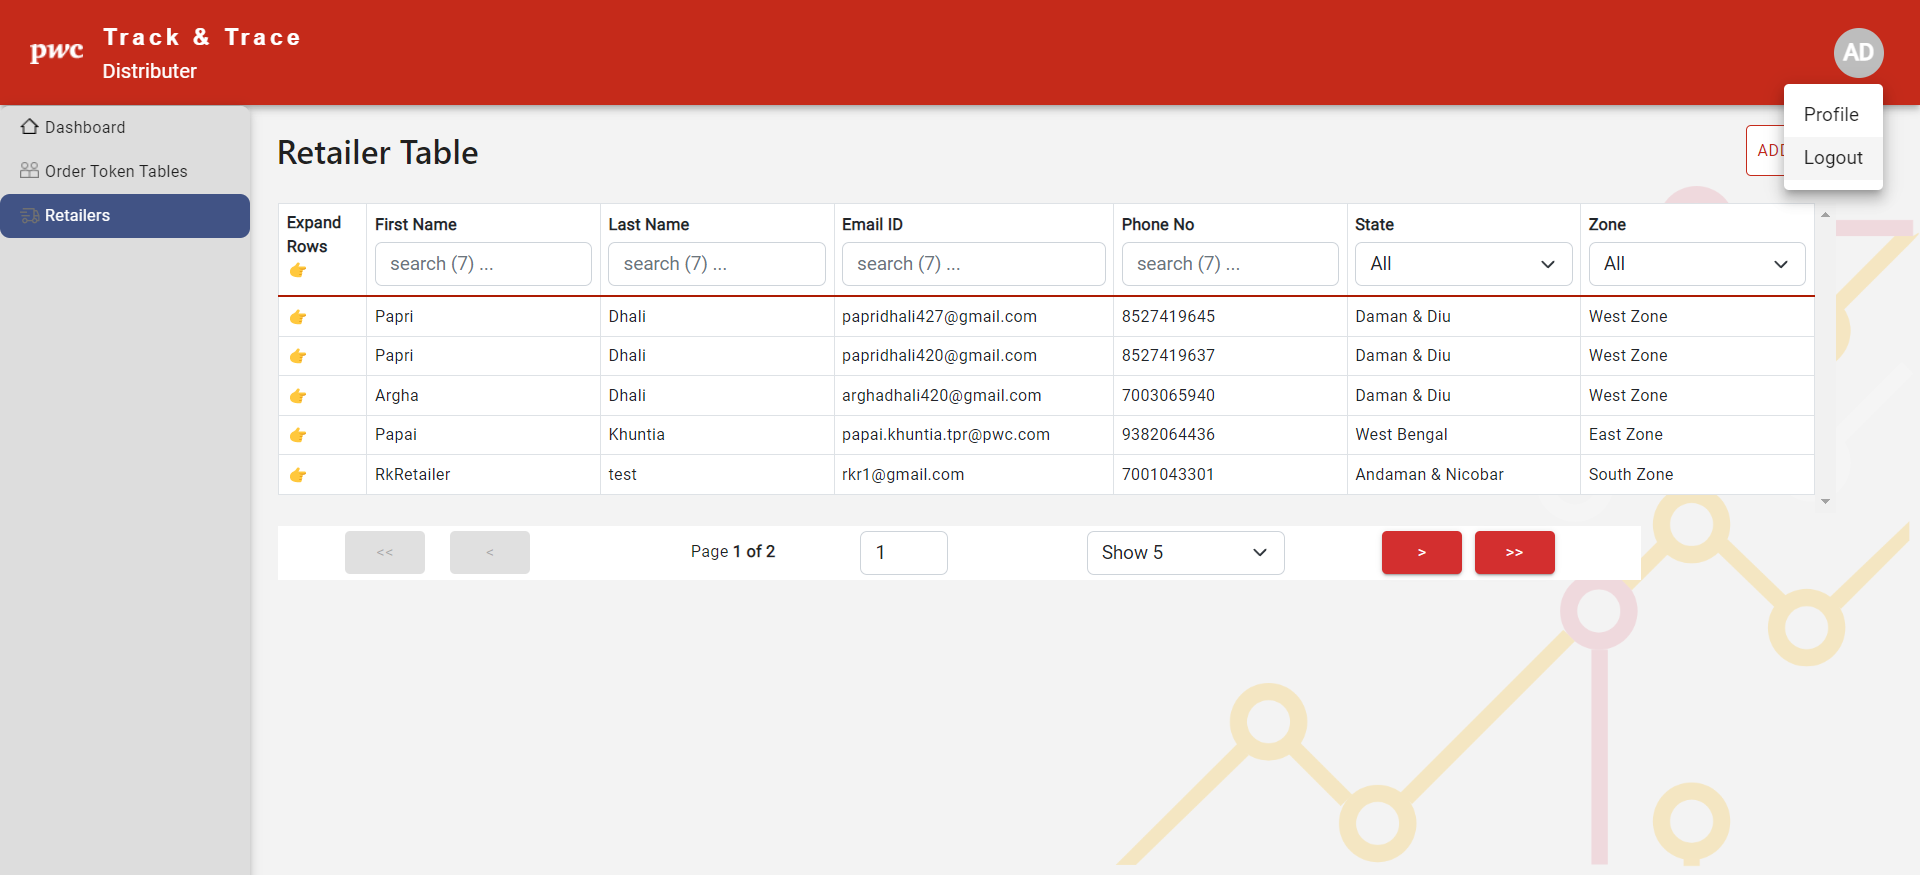 pwc
Track & Trace
Distributer
AD
Profile
Logout
Dashboard
Order Token Tables
Retailers
Retailer Table
ADD
Expand Rows
First Name
Last Name
Email ID
Phone No
State
Zone
search (7) ...
search (7) ...
search (7) ...
search (7) ...
All
All
Papri Dhali papridhali427@gmail.com 8527419645 Daman & Diu West Zone
Papri Dhali papridhali420@gmail.com 8527419637 Daman & Diu West Zone
Argha Dhali arghadhali420@gmail.com 7003065940 Daman & Diu West Zone
Papai Khuntia papai.khuntia.tpr@pwc.com 9382064436 West Bengal East Zone
RkRetailer test rkr1@gmail.com 7001043301 Andaman & Nicobar South Zone
<< < Page 1 of 2 1 Show 5 > >>